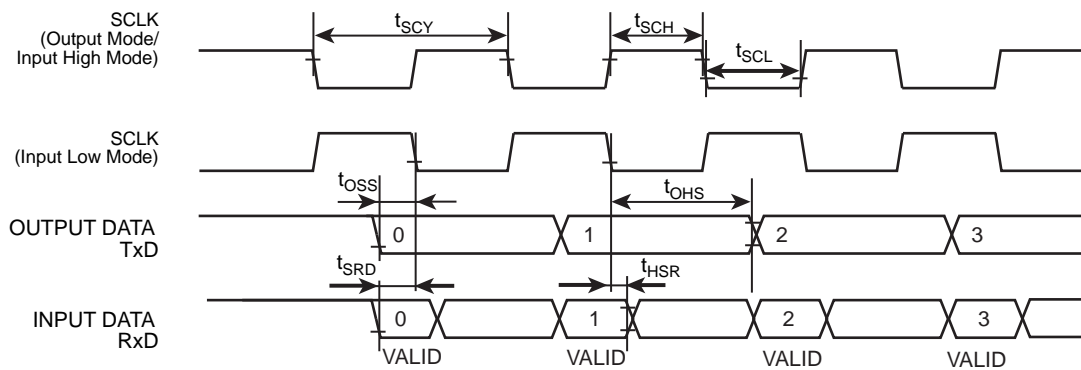 SCLK
(Output Mode/
Input High Mode)
tSCY
tSCH
tSCL
SCLK
(Input Low Mode)
tOSS
tOHS
OUTPUT DATA
TxD
0
1
2
3
tSRD
tHSR
INPUT DATA
RxD
0
1
2
3
VALID
VALID
VALID
VALID